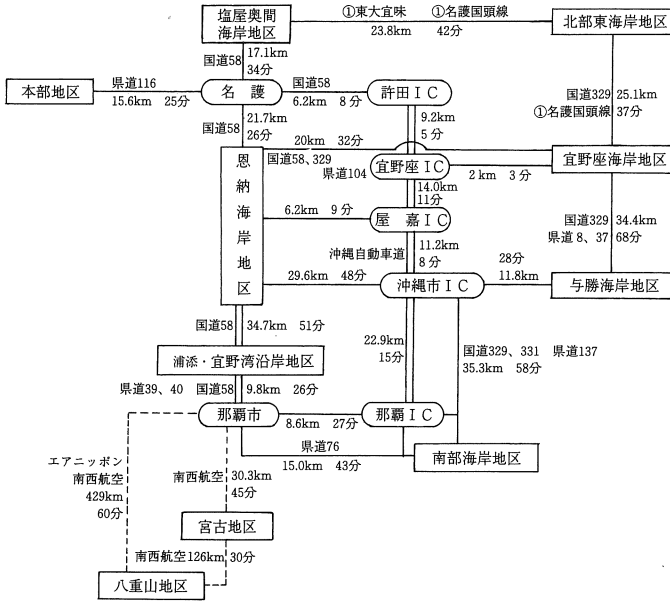 塩屋奥間
海岸地区
①東大宜味 ①名護国頭線
23.8km 42分
北部東海岸地区
国道58
17.1km
34分
本部地区
県道116
15.6km 25分
名護
国道58
6.2km 8分
許田IC
国道329 25.1km
①名護国頭線 37分
国道58
21.7km
26分
9.2km
5分
20km 32分
国道58、329
県道104
宜野座IC
2km 3分
宜野座海岸地区
恩納海岸地区
14.0km
11分
6.2km 9分
屋嘉IC
国道329 34.4km
県道8、37 68分
沖縄自動車道
11.2km
8分
29.6km 48分
沖縄市IC
28分
11.8km
与勝海岸地区
国道58
34.7km 51分
22.9km
15分
国道329、331 県道137
35.3km 58分
浦添・宜野湾沿岸地区
県道39、40 国道58
9.8km 26分
那覇市
8.6km 27分
那覇IC
県道76
15.0km 43分
南部海岸地区
エアニッポン
南西航空
429km
60分
南西航空
30.3km
45分
宮古地区
南西航空126km 30分
八重山地区